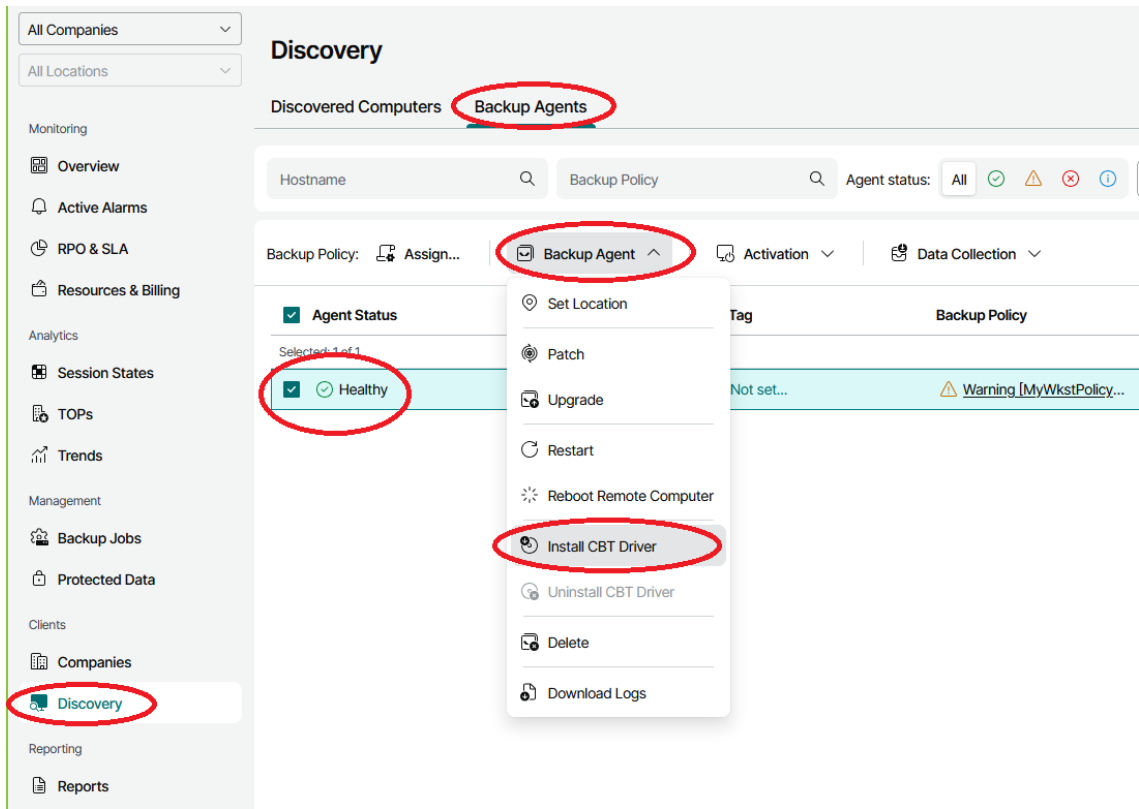 All Companies
All Locations
Monitoring
Overview
Active Alarms
RPO & SLA
Resources & Billing
Analytics
Session States
TOPs
Trends
Management
Backup Jobs
Protected Data
Clients
Companies
Discovery
Reporting
Reports
Discovery
Discovered Computers Backup Agents
Hostname Backup Policy Agent status: All
Backup Policy: Assign... Backup Agent Activation Data Collection
Agent Status Tag Backup Policy
Selected: 1 of 1
Healthy Not set... Warning [MyWkstPolicy...
Set Location
Patch
Upgrade
Restart
Reboot Remote Computer
Install CBT Driver
Uninstall CBT Driver
Delete
Download Logs